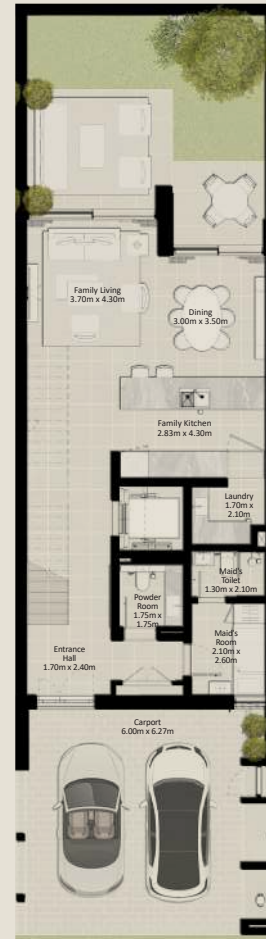 Family Living
3.70m x 4.30m
Dining
3.00m x 3.50m
Family Kitchen
2.83m x 4.30m
Laundry
1.70m x
2.10m
Maid's
Toilet
1.30m x 2.10m
Powder
Room
1.75m x
1.75m
Maid's
Room
2.10m x
2.60m
Entrance
Hall
1.70m x 2.40m
Carport
6.00m x 6.27m